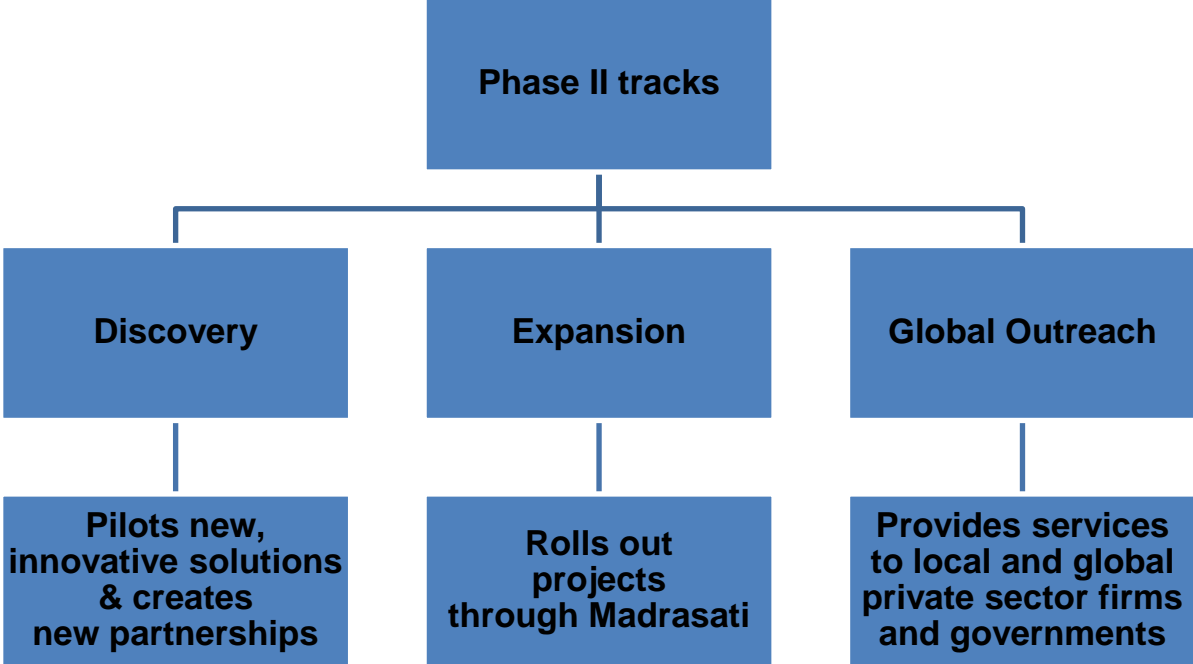 Phase II tracks
Discovery
Expansion
Global Outreach
Pilots new,
innovative solutions
& creates
new partnerships
Rolls out
projects
through Madrasati
Provides services
to local and global
private sector firms
and governments